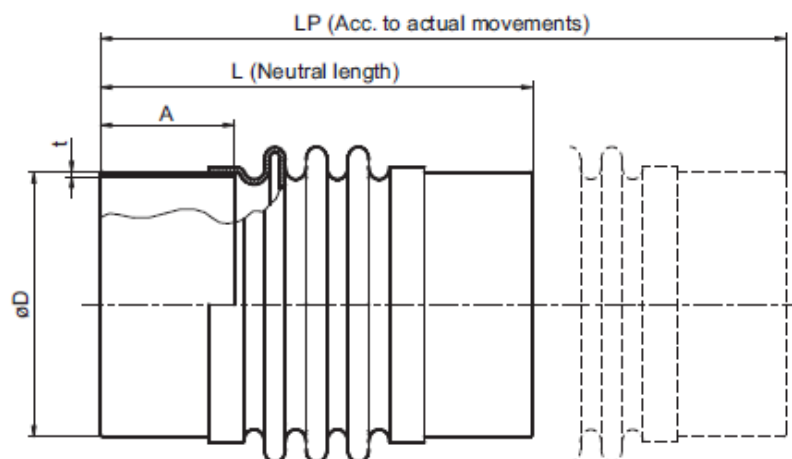 LP (Acc. to actual movements)
L (Neutral length)
A
t
øD